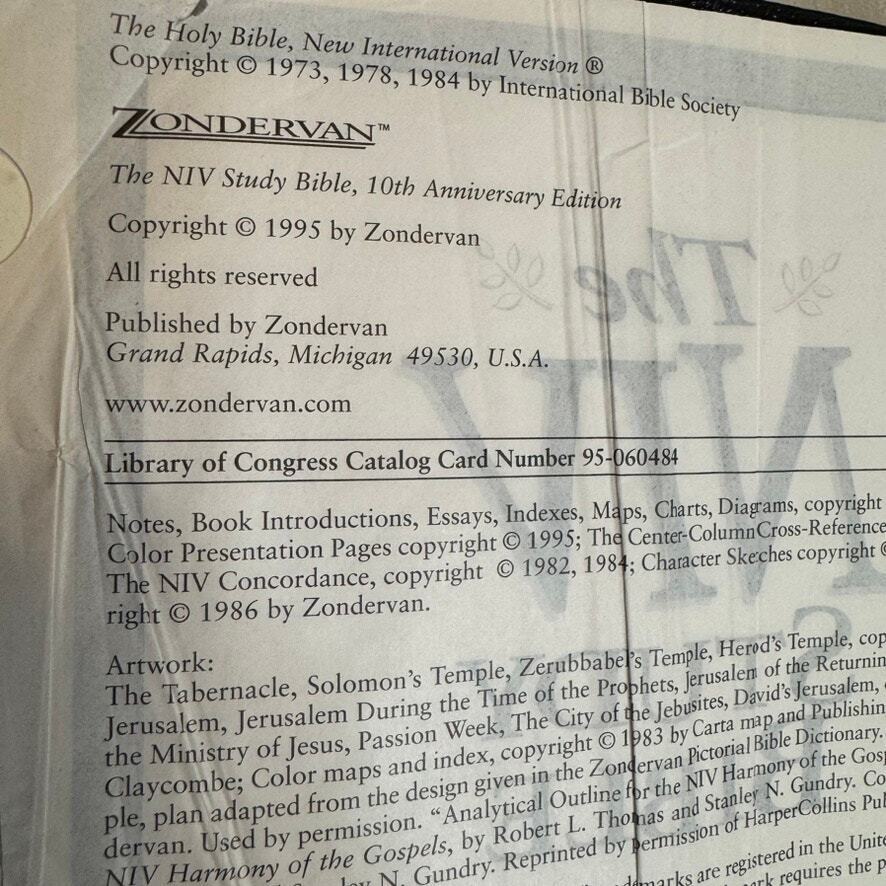 The Holy Bible, New International Version ®
Copyright © 1973, 1978, 1984 by International Bible Society
ZONDERVAN™
The NIV Study Bible, 10th Anniversary Edition
Copyright © 1995 by Zondervan
All rights reserved
Published by Zondervan
Grand Rapids, Michigan 49530, U.S.A.
www.zondervan.com
Library of Congress Catalog Card Number 95-060484
Notes, Book Introductions, Essays, Indexes, Maps, Charts, Diagrams, copyright
Color Presentation Pages copyright © 1995; The Center-Column Cross-Reference
The NIV Concordance, copyright © 1982, 1984; Character Sketches copyright ©
right © 1986 by Zondervan.
Artwork:
The Tabernacle, Solomon's Temple, Zerubbabel's Temple, Herod's Temple, cop
Jerusalem, Jerusalem During the Time of the Prophets, Jerusalem of the Returnin
the Ministry of Jesus, Passion Week, The City of the Jebusites, David's Jerusalem,
Claycombe; Color maps and index, copyright © 1983 by Carta map and Publishin
ple, plan adapted from the design given in the Zondervan Pictorial Bible Dictionary.
dervan. Used by permission. "Analytical Outline for the NIV Harmony of the Gosp
NIV Harmony of the Gospels, by Robert L. Thomas and Stanley N. Gundry. Co
N. Gundry. Reprinted by permission of HarperCollins Pul
marks are registered in the Unite
requires the p
The
NIV
STUDY